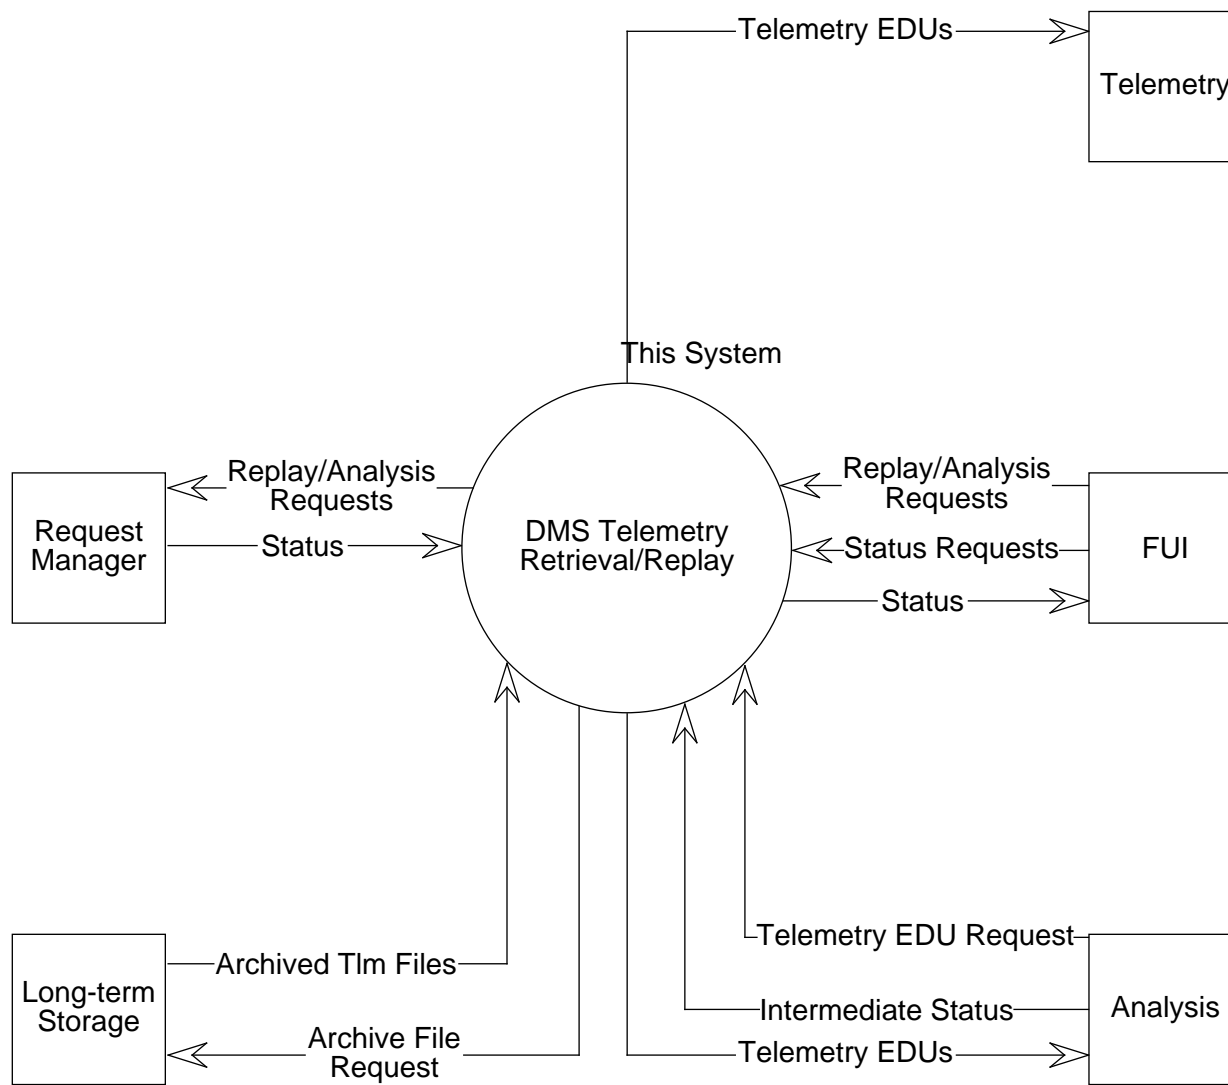 Telemetry EDUs
Telemetry
This System
Replay/Analysis
Requests
Replay/Analysis
Requests
Request
Manager
Status
DMS Telemetry
Retrieval/Replay
Status Requests
FUI
Status
Telemetry EDU Request
Archived Tlm Files
Long-term
Storage
Intermediate Status
Analysis
Archive File
Request
Telemetry EDUs